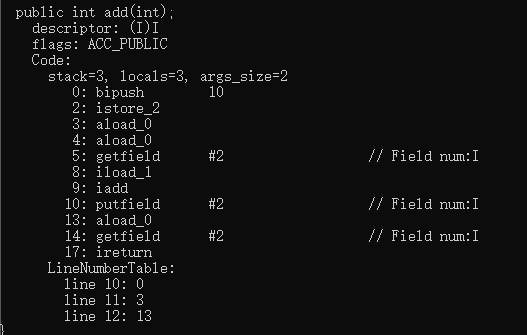 public int add(int);
descriptor: (I)I
flags: ACC_PUBLIC
Code:
stack=3, locals=3, args_size=2
0: bipush 10
2: istore_2
3: aload_0
4: aload_0
5: getfield #2 // Field num:I
8: iload_1
9: iadd
10: putfield #2 // Field num:I
13: aload_0
14: getfield #2 // Field num:I
17: ireturn
LineNumberTable:
line 10: 0
line 11: 3
line 12: 13
}